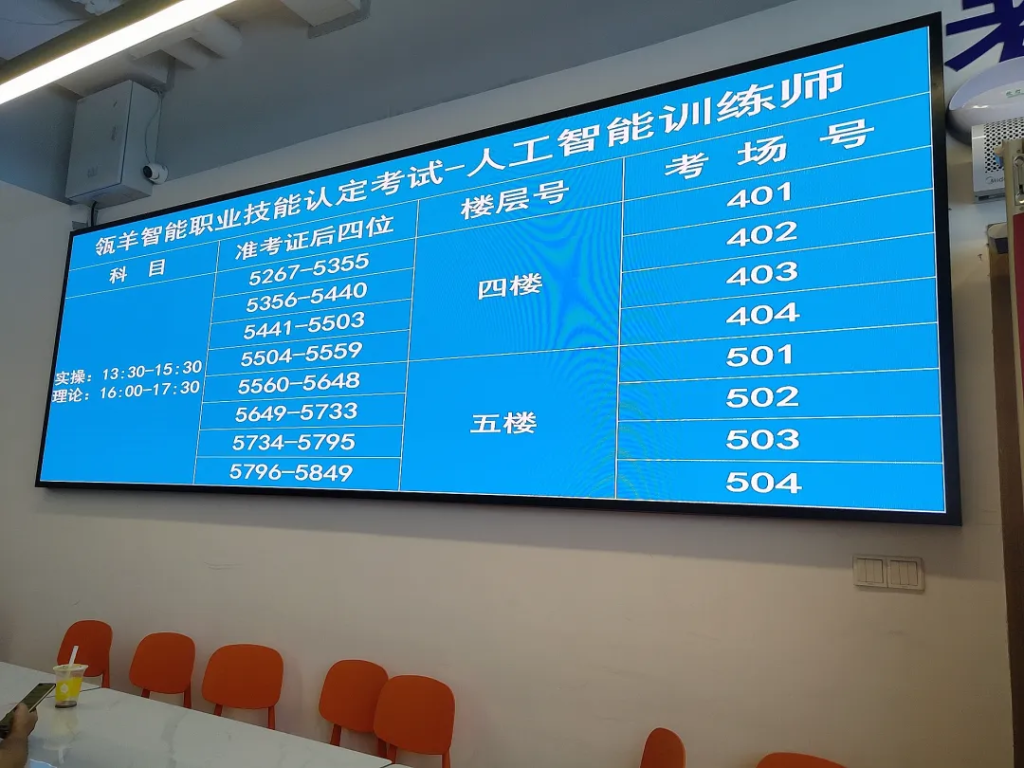 瓴羊智能职业技能认定考试-人工智能训练师
科 目 准考证后四位 楼层号 考 场 号
5267-5355 401
5356-5440 402
四楼
5441-5503 403
5504-5559 404
实操：13:30-15:30
理论：16:00-17:30
5560-5648 501
5649-5733 502
五楼
5734-5795 503
5796-5849 504